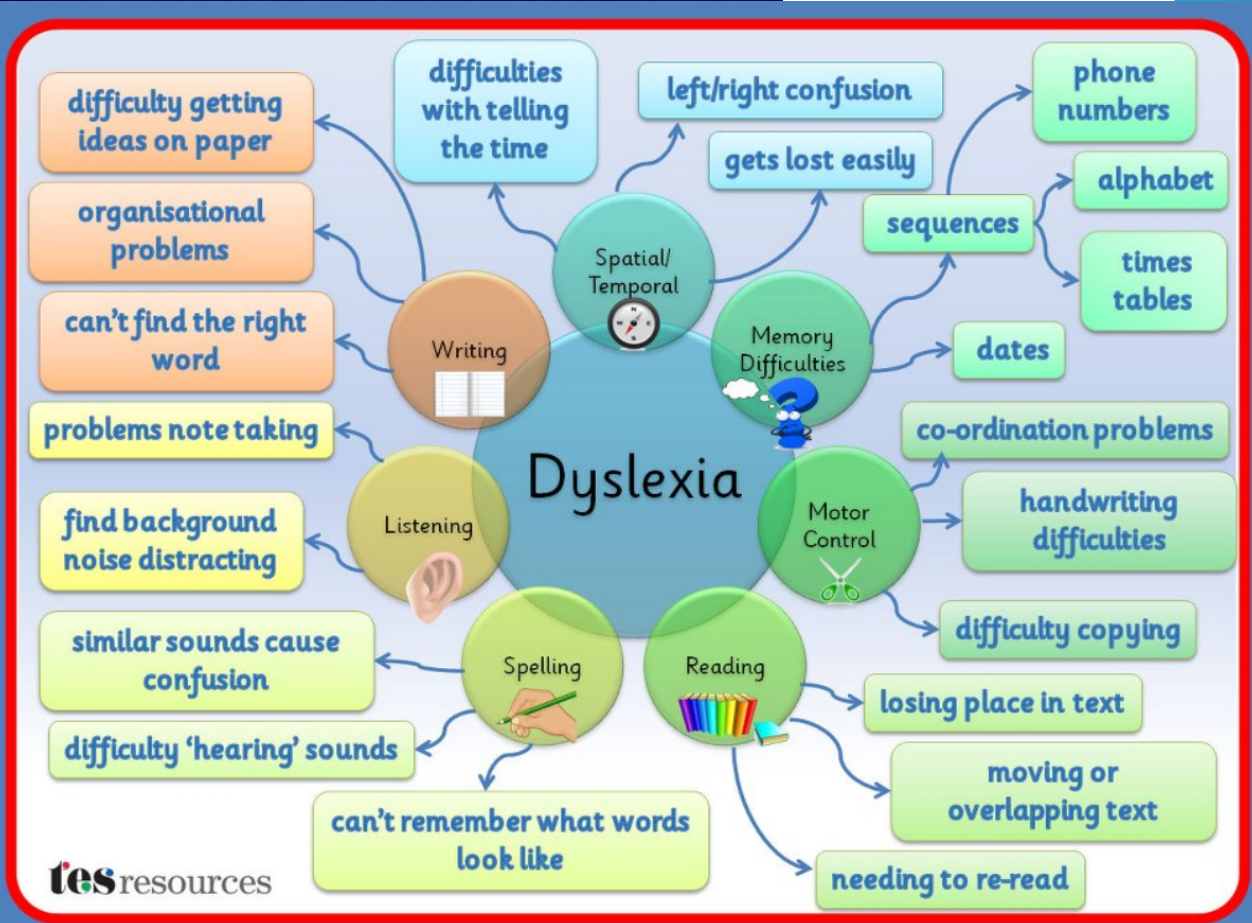 difficulty getting
ideas on paper
organisational
problems
can't find the right
word
problems note taking
find background
noise distracting
similar sounds cause
confusion
difficulty 'hearing' sounds
can't remember what words
look like
difficulties
with telling
the time
left/right confusion
gets lost easily
sequences
phone
numbers
alphabet
times
tables
dates
co-ordination problems
handwriting
difficulties
difficulty copying
losing place in text
moving or
overlapping text
needing to re-read
Spatial/
Temporal
N
W E
S
Memory
Difficulties
Motor
Control
Reading
Spelling
Listening
Writing
Dyslexia
tes resources